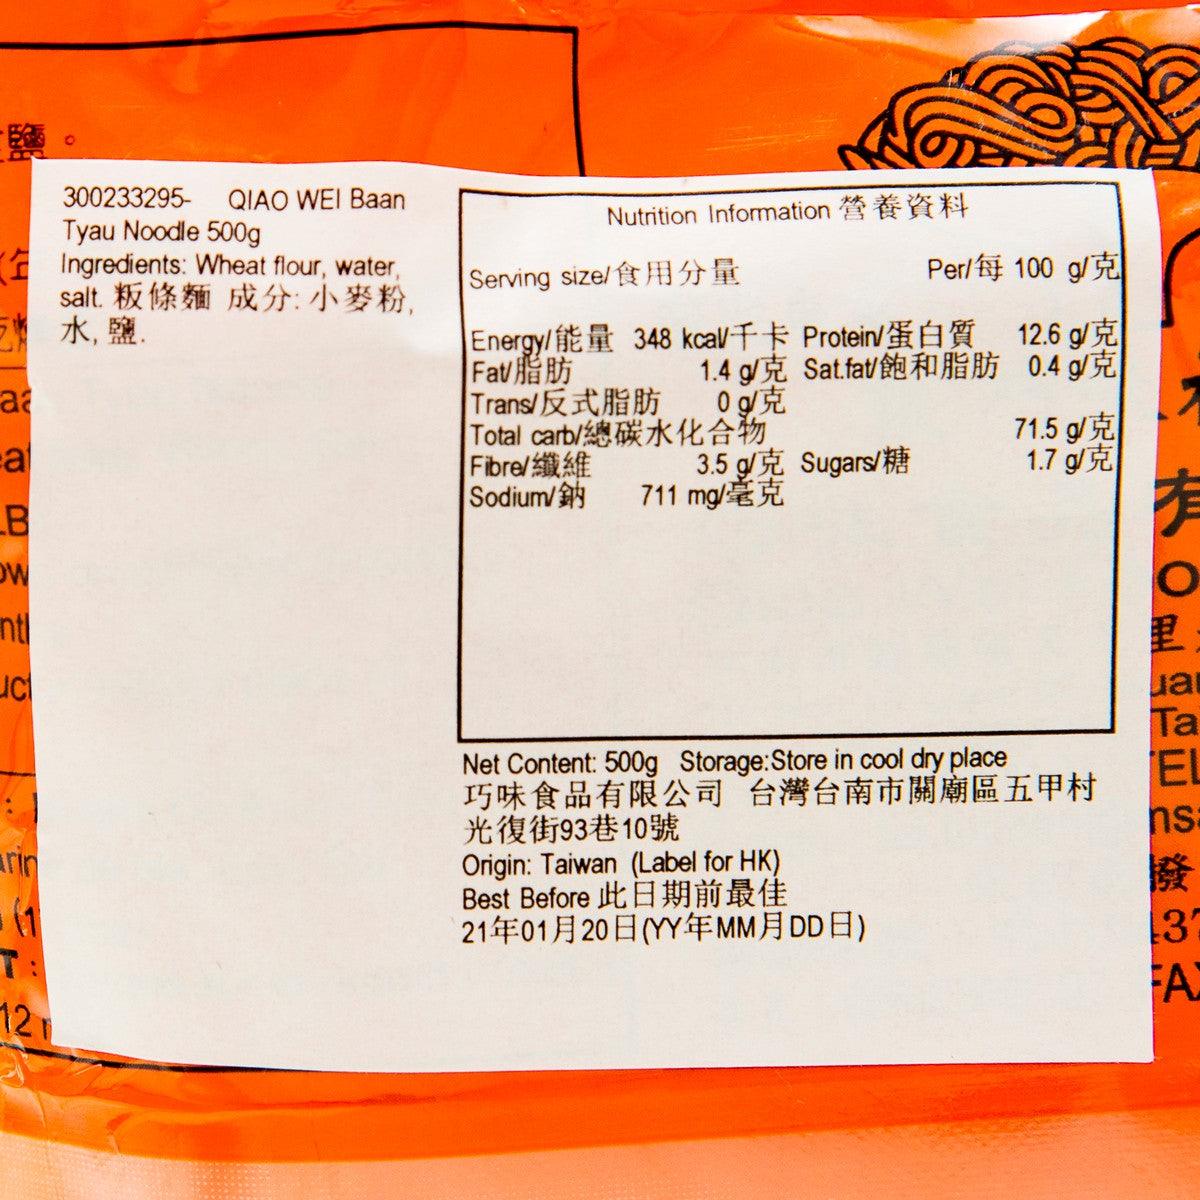 鹽。
300233295- QIAO WEI Baan
Tyau Noodle 500g
Ingredients: Wheat flour, water,
salt. 粄條麵 成分: 小麥粉,
水, 鹽.
Nutrition Information 營養資料
Serving size/食用分量 Per/每 100 g/克
Energy/能量 348 kcal/千卡 Protein/蛋白質 12.6 g/克
Fat/脂肪 1.4 g/克 Sat.fat/飽和脂肪 0.4 g/克
Trans/反式脂肪 0 g/克
Total carb/總碳水化合物 71.5 g/克
Fibre/纖維 3.5 g/克 Sugars/糖 1.7 g/克
Sodium/鈉 711 mg/毫克
Net Content: 500g Storage:Store in cool dry place
巧味食品有限公司 台灣台南市關廟區五甲村
光復街93巷10號
Origin: Taiwan (Label for HK)
Best Before 此日期前最佳
21年01月20日(YY年MM月DD日)
有
里
Ta
發
FAX